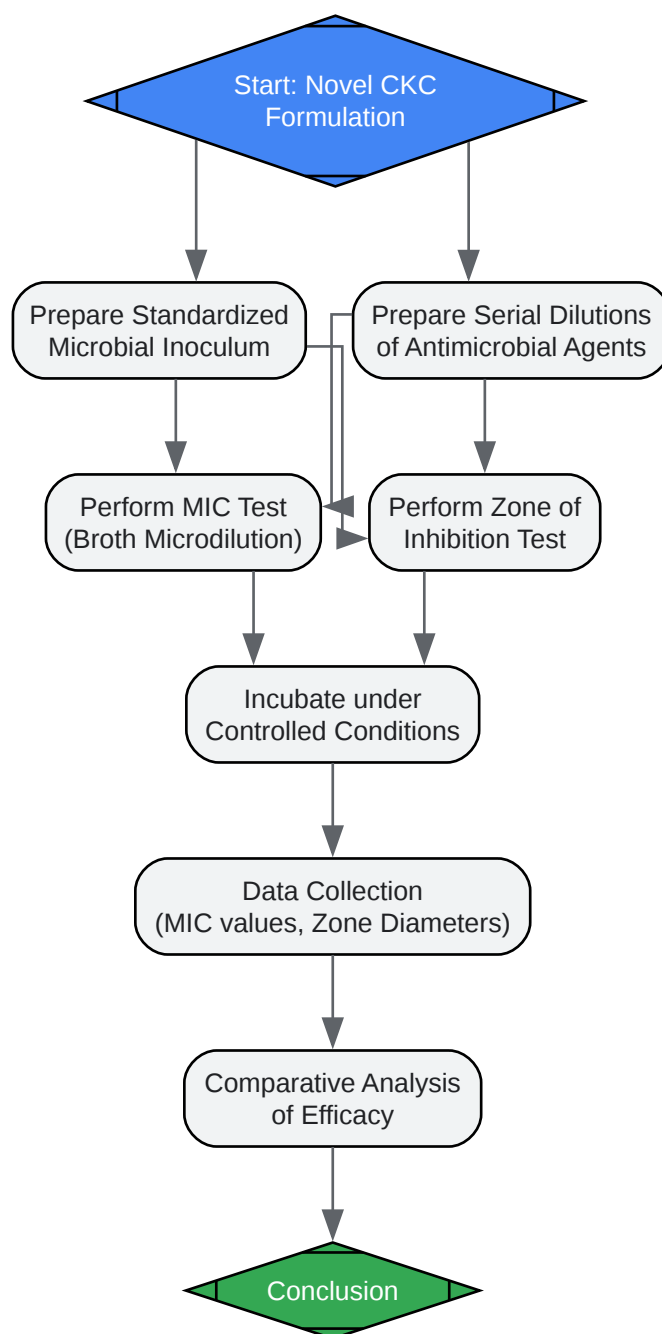 Start: Novel CKC
Formulation
Prepare Standardized
Microbial Inoculum
Prepare Serial Dilutions
of Antimicrobial Agents
Perform MIC Test
(Broth Microdilution)
Perform Zone of
Inhibition Test
Incubate under
Controlled Conditions
Data Collection
(MIC values, Zone Diameters)
Comparative Analysis
of Efficacy
Conclusion